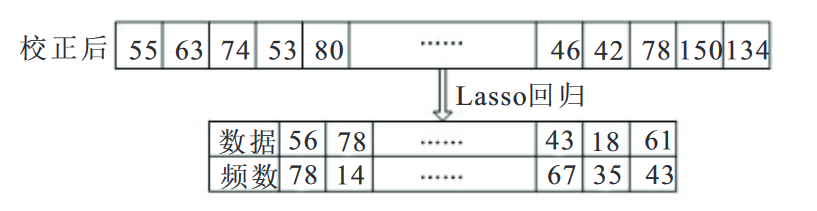 校正后 55 63 74 53 80 …… 46 42 78 150 134
Lasso回归
数据 56 78 …… 43 18 61
频数 78 14 …… 67 35 43